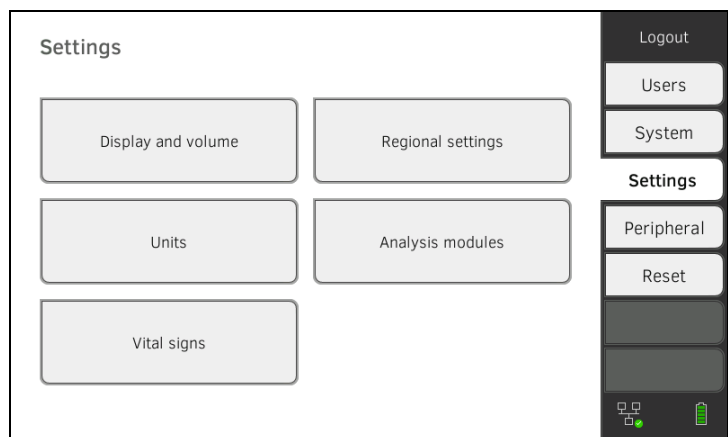 Settings
Display and volume
Regional settings
Units
Analysis modules
Vital signs
Logout
Users
System
Settings
Peripheral
Reset